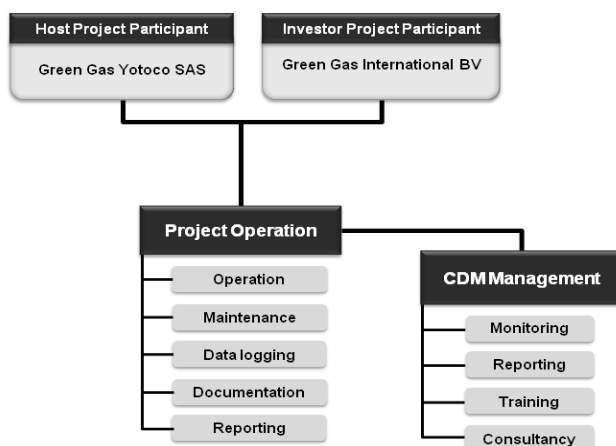 Host Project Participant
Green Gas Yotoco SAS
Investor Project Participant
Green Gas International BV
Project Operation
Operation
Maintenance
Data logging
Documentation
Reporting
CDM Management
Monitoring
Reporting
Training
Consultancy